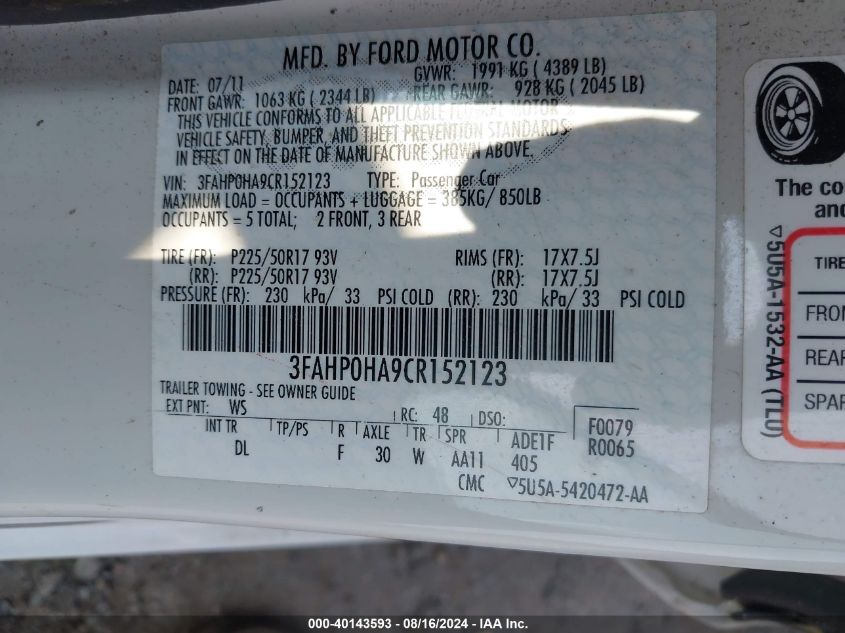 MFD. BY FORD MOTOR CO.
DATE: 07/11 GVWR: 1991 KG ( 4389 LB)
FRONT GAWR: 1063 KG ( 2344 LB) REAR GAWR: 928 KG ( 2045 LB)
THIS VEHICLE CONFORMS TO ALL APPLICABLE FEDERAL MOTOR
VEHICLE SAFETY, BUMPER, AND THEFT PREVENTION STANDARDS
IN EFFECT ON THE DATE OF MANUFACTURE SHOWN ABOVE.
VIN: 3FAHP0HA9CR152123 TYPE: Passenger Car
MAXIMUM LOAD = OCCUPANTS + LUGGAGE = 385KG/ 850LB
OCCUPANTS = 5 TOTAL; 2 FRONT, 3 REAR
TIRE (FR): P225/50R17 93V RIMS (FR): 17X7.5J
(RR): P225/50R17 93V (RR): 17X7.5J
PRESSURE (FR): 230 kPa/ 33 PSI COLD (RR): 230 kPa/ 33 PSI COLD
3FAHP0HA9CR152123
TRAILER TOWING - SEE OWNER GUIDE
EXT PNT: WS RC: 48 DSO: F0079
INT TR TP/PS R AXLE TR SPR ADE1F R0065
DL F 30 W AA11 405
CMC ▽5U5A-5420472-AA
The co
and
▽5U5A-1532-AA (TLU)
TIRE
FRON
REAR
SPAR
000-40143593 - 08/16/2024 - IAA Inc.